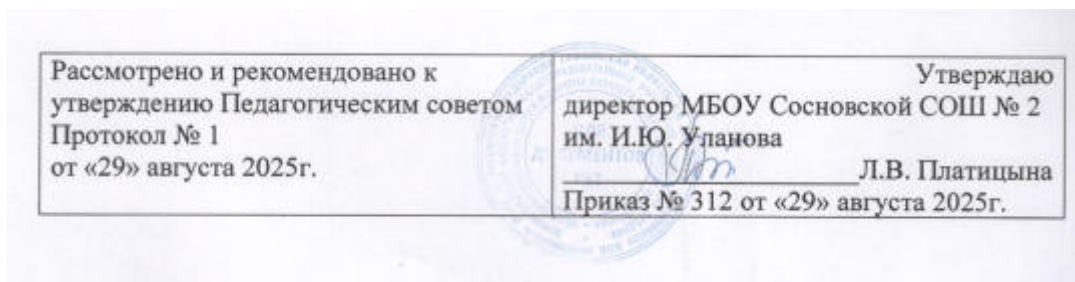 Рассмотрено и рекомендовано к
утверждению Педагогическим советом
Протокол № 1
от «29» августа 2025г.
Утверждаю
директор МБОУ Сосновской СОШ № 2
им. И.Ю. Уланова
Л.В. Платицына
Приказ № 312 от «29» августа 2025г.